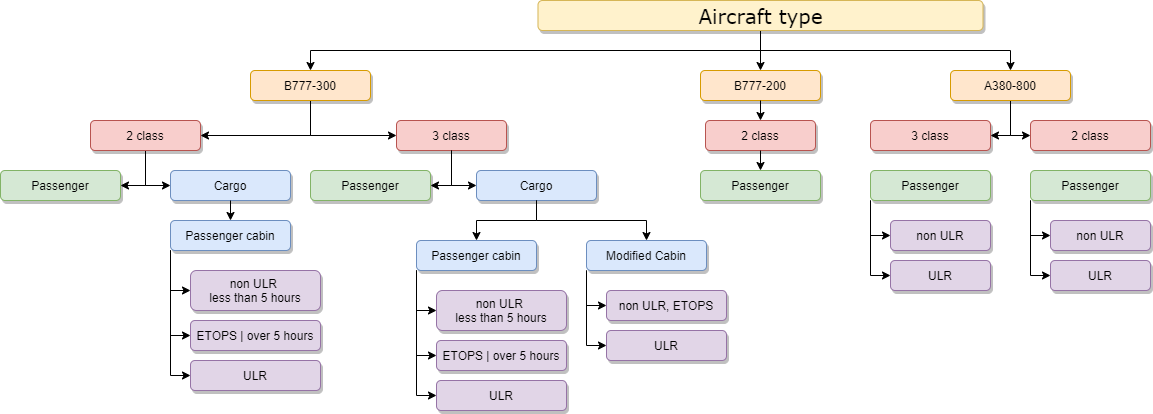 Aircraft type
B777-300
B777-200
A380-800
2 class
3 class
2 class
3 class
2 class
Passenger
Cargo
Passenger
Cargo
Passenger
Passenger
Passenger
Passenger cabin
Passenger cabin
Modified Cabin
non ULR
non ULR
ULR
ULR
non ULR
less than 5 hours
ETOPS | over 5 hours
ULR
non ULR
less than 5 hours
ETOPS | over 5 hours
ULR
non ULR, ETOPS
ULR